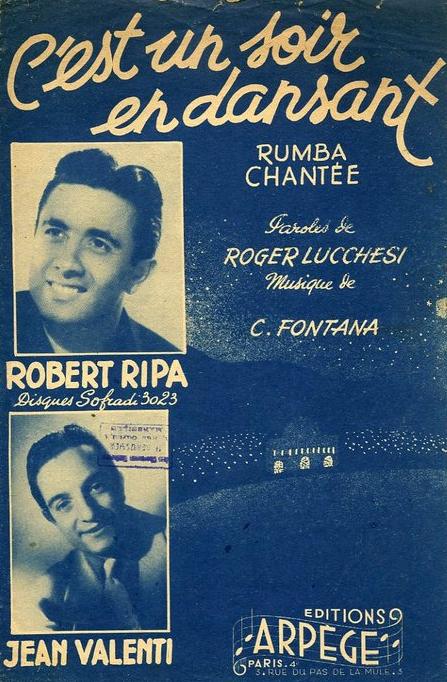 C'est un soir
en dansant
RUMBA
CHANTÉE
Paroles de
ROGER LUCCHESI
Musique de
C. FONTANA
ROBERT RIPA
Disques Sofradi 3023
JEAN VALENTI
EDITIONS
ARPÈGE
PARIS.4e
3. RUE DU PAS DE LA MULE.3